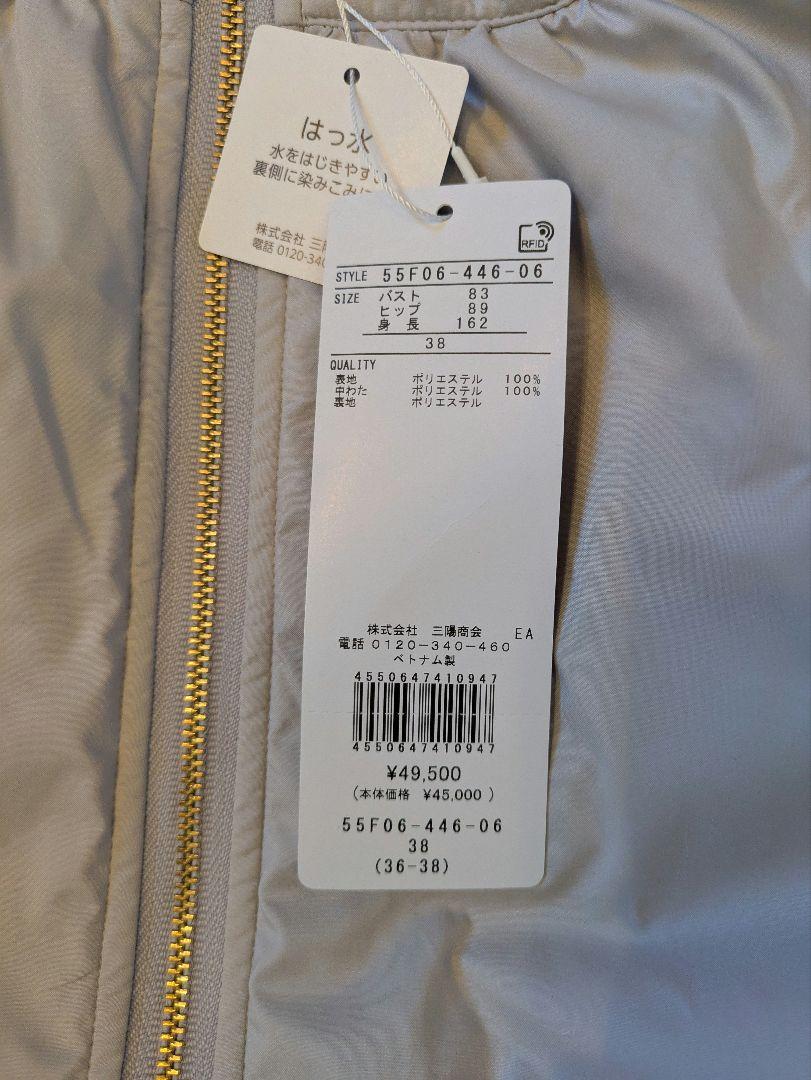 はっ水
水をはじきやすい
裏側に染みこみに
株式会社 三陽
電話 0120-340
RFID
STYLE 55F06-446-06
SIZE バスト 83
ヒップ 89
身長 162
38
QUALITY
表地 ポリエステル 100%
中わた ポリエステル 100%
裏地 ポリエステル
株式会社 三陽商会 EA
電話 0120-340-460
ベトナム製
4550647410947
4550647410947
¥49,500
(本体価格 ¥45,000 )
55F06-446-06
38
(36-38)